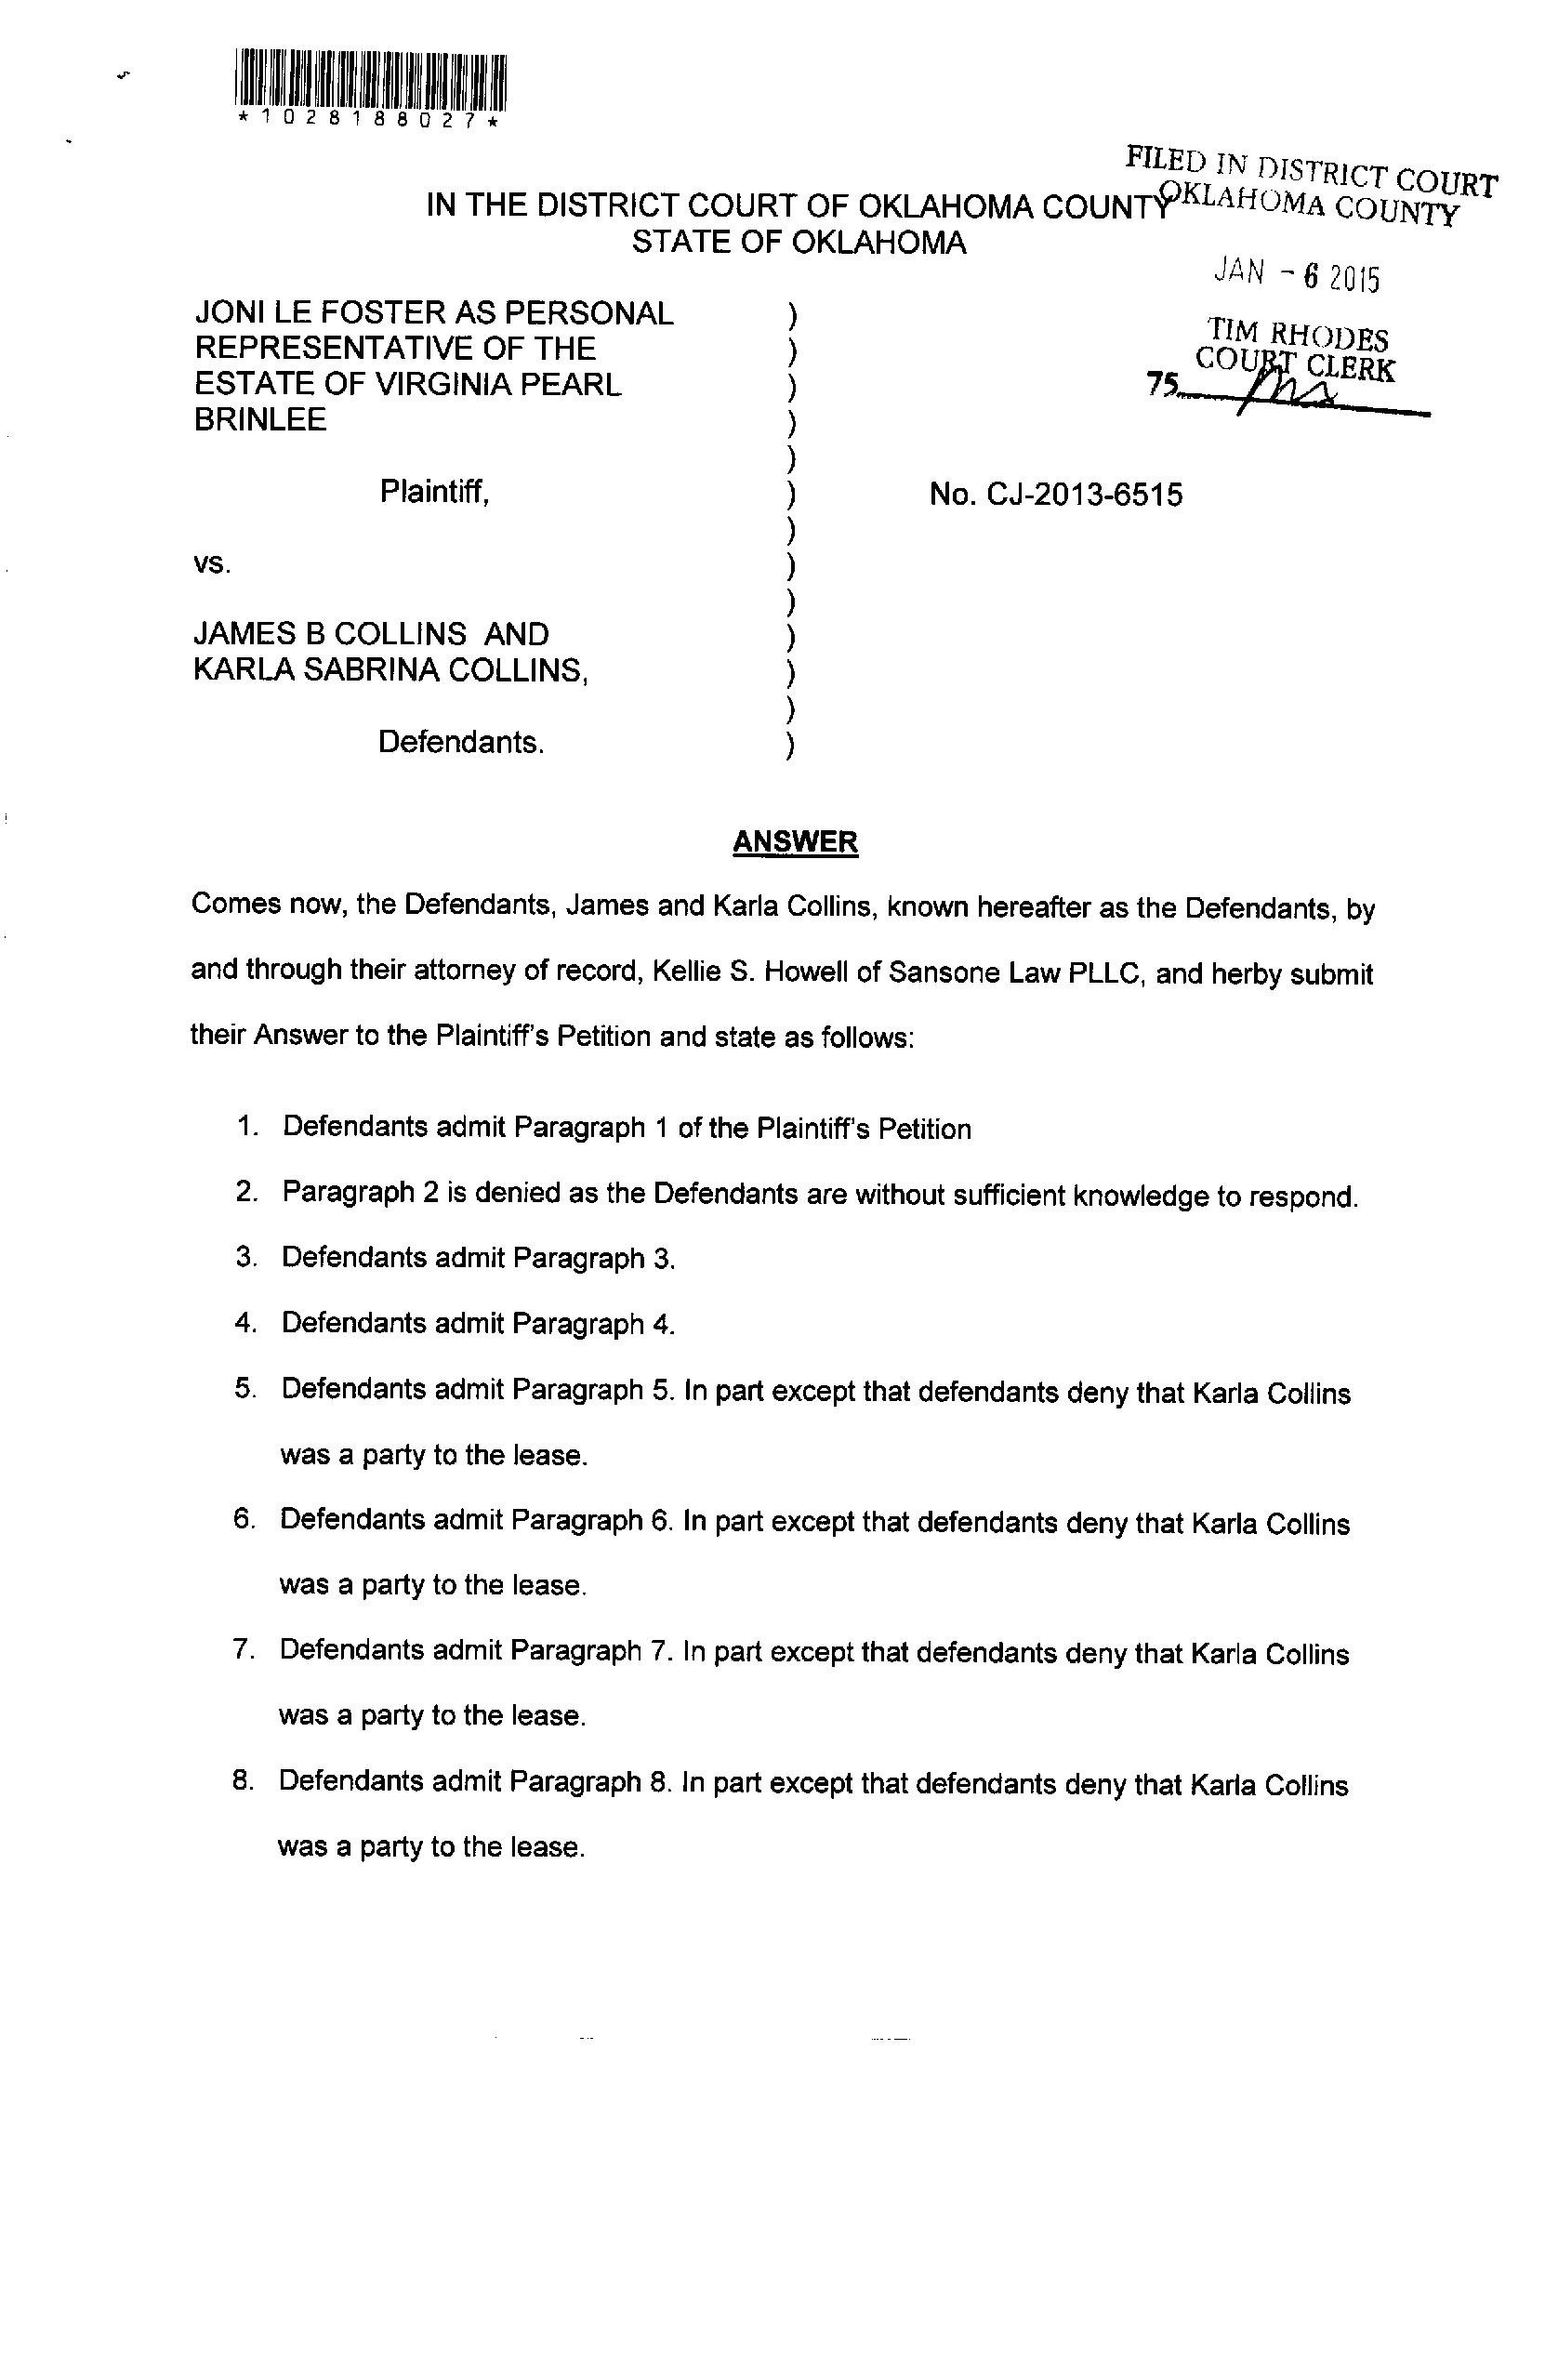 *1028188027*
FILED IN DISTRICT COURT
OKLAHOMA COUNTY
IN THE DISTRICT COURT OF OKLAHOMA COUNTY
STATE OF OKLAHOMA
JAN - 6 2015
TIM RHODES
COURT CLERK
75
JONI LE FOSTER AS PERSONAL )
REPRESENTATIVE OF THE )
ESTATE OF VIRGINIA PEARL )
BRINLEE )
)
Plaintiff, ) No. CJ-2013-6515
)
vs. )
)
JAMES B COLLINS AND )
KARLA SABRINA COLLINS, )
)
Defendants. )
ANSWER
Comes now, the Defendants, James and Karla Collins, known hereafter as the Defendants, by
and through their attorney of record, Kellie S. Howell of Sansone Law PLLC, and herby submit
their Answer to the Plaintiff's Petition and state as follows:
1. Defendants admit Paragraph 1 of the Plaintiff's Petition
2. Paragraph 2 is denied as the Defendants are without sufficient knowledge to respond.
3. Defendants admit Paragraph 3.
4. Defendants admit Paragraph 4.
5. Defendants admit Paragraph 5. In part except that defendants deny that Karla Collins
was a party to the lease.
6. Defendants admit Paragraph 6. In part except that defendants deny that Karla Collins
was a party to the lease.
7. Defendants admit Paragraph 7. In part except that defendants deny that Karla Collins
was a party to the lease.
8. Defendants admit Paragraph 8. In part except that defendants deny that Karla Collins
was a party to the lease.